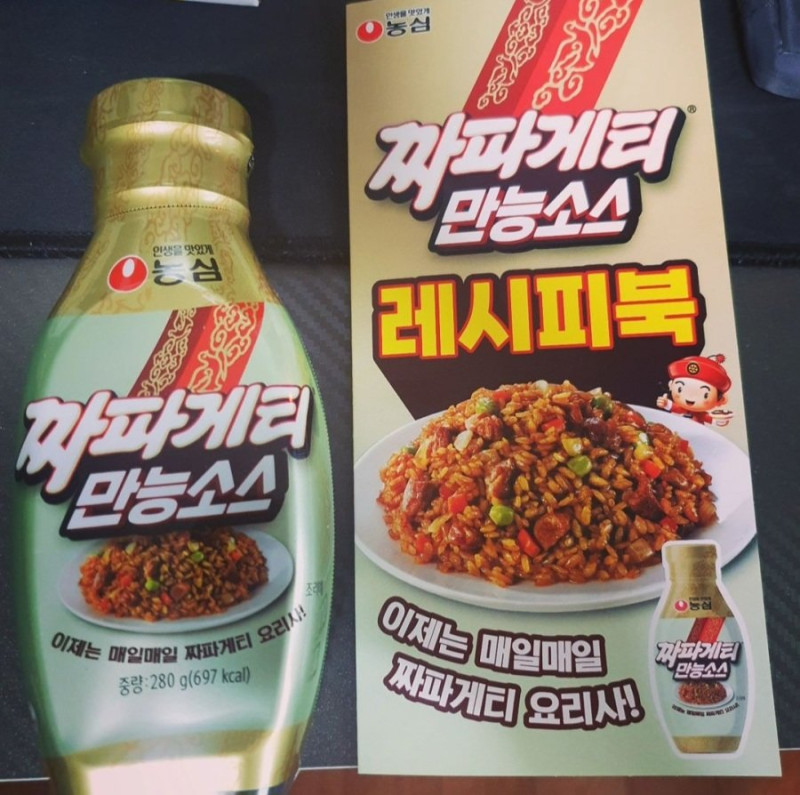 인생을 맛있게
농심
짜파게티
만능소스
이제는 매일매일 짜파게티 요리사!
중량:280 g(697 kcal)
인생을 맛있게
농심
짜파게티®
만능소스
레시피북
이제는 매일매일
짜파게티 요리사!
농심
짜파게티
만능소스